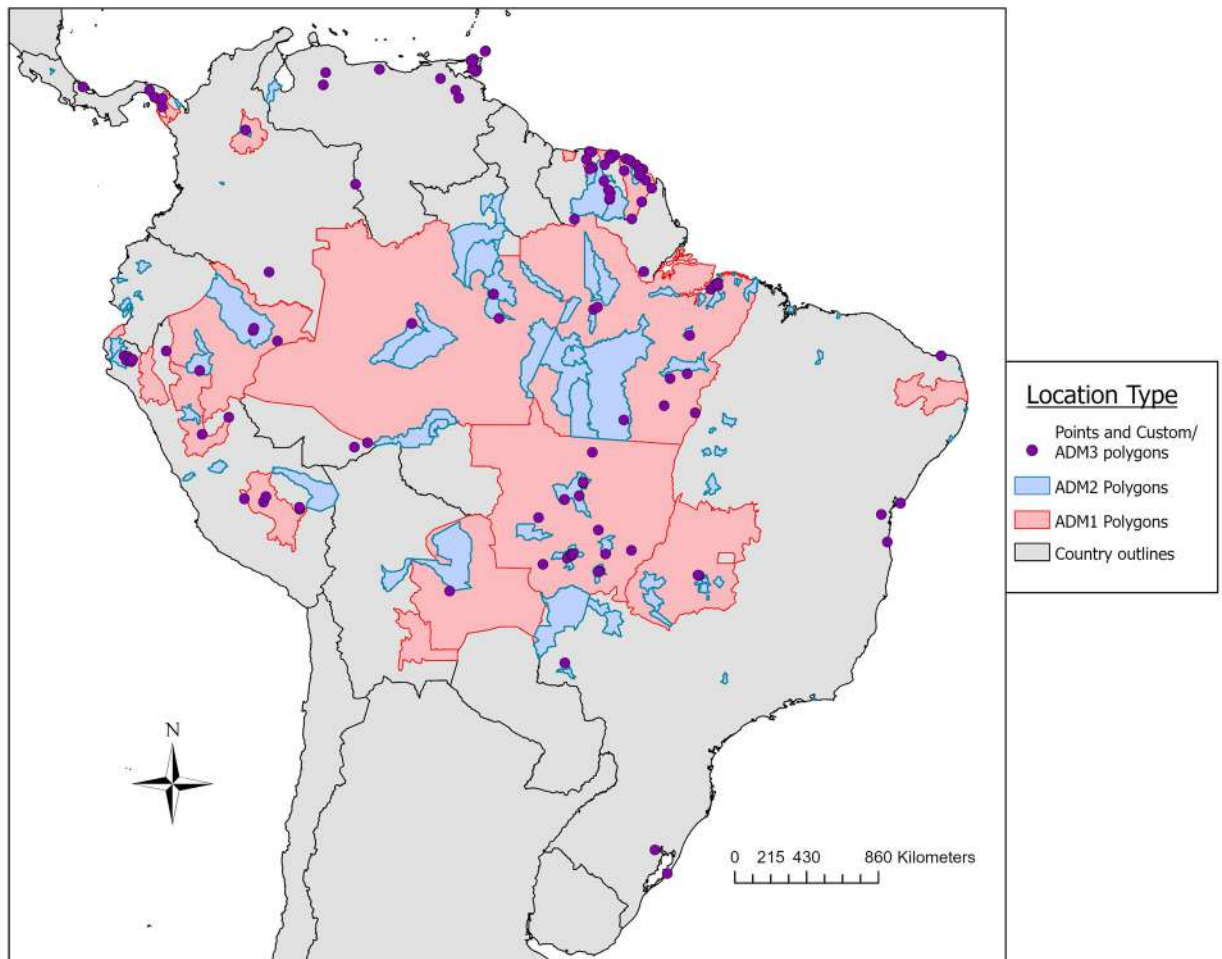 Location Type
Points and Custom/
ADM3 polygons
ADM2 Polygons
ADM1 Polygons
Country outlines
N
0 215 430 860 Kilometers